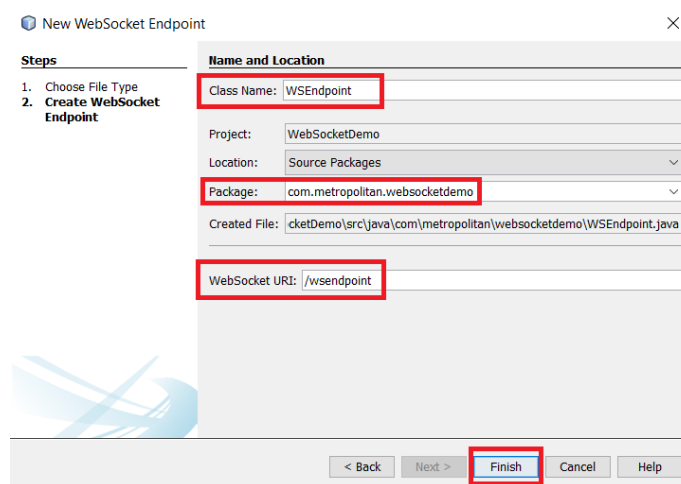 New WebSocket Endpoint
Steps
1. Choose File Type
2. Create WebSocket
Endpoint
Name and Location
Class Name: WSEndpoint
Project: WebSocketDemo
Location: Source Packages
Package: com.metropolitan.websocketdemo
Created File: cketDemo\src\java\com\metropolitan\websocketdemo\WSEndpoint.java
WebSocket URI: /wsendpoint
< Back Next > Finish Cancel Help